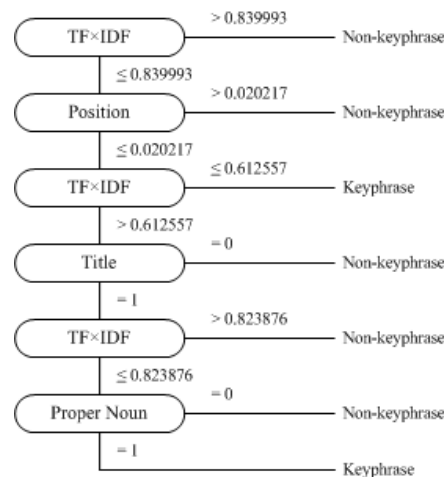 > 0.839993
TF×IDF Non-keyphrase
≤ 0.839993
> 0.020217
Position Non-keyphrase
≤ 0.020217
≤ 0.612557
TF×IDF Keyphrase
> 0.612557
= 0
Title Non-keyphrase
= 1
> 0.823876
TF×IDF Non-keyphrase
≤ 0.823876
= 0
Proper Noun Non-keyphrase
= 1
Keyphrase